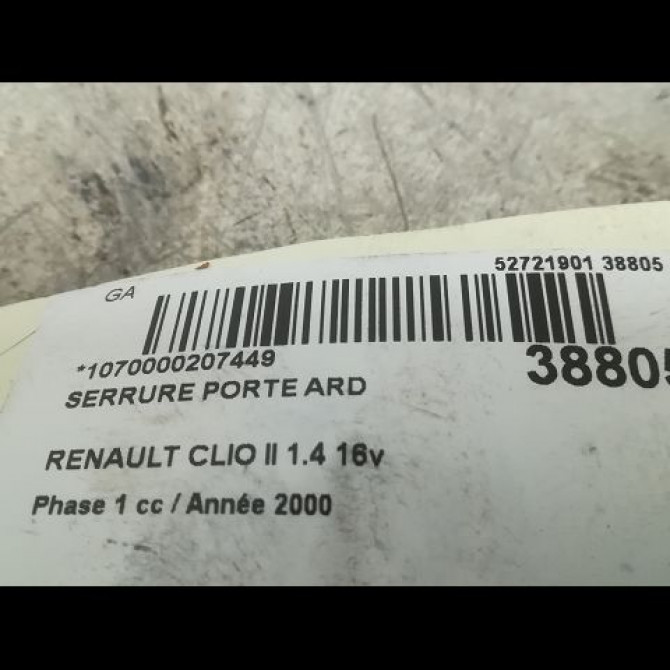 GA
52721901 38805
*1070000207449
38805
SERRURE PORTE ARD
RENAULT CLIO II 1.4 16v
Phase 1 cc / Année 2000